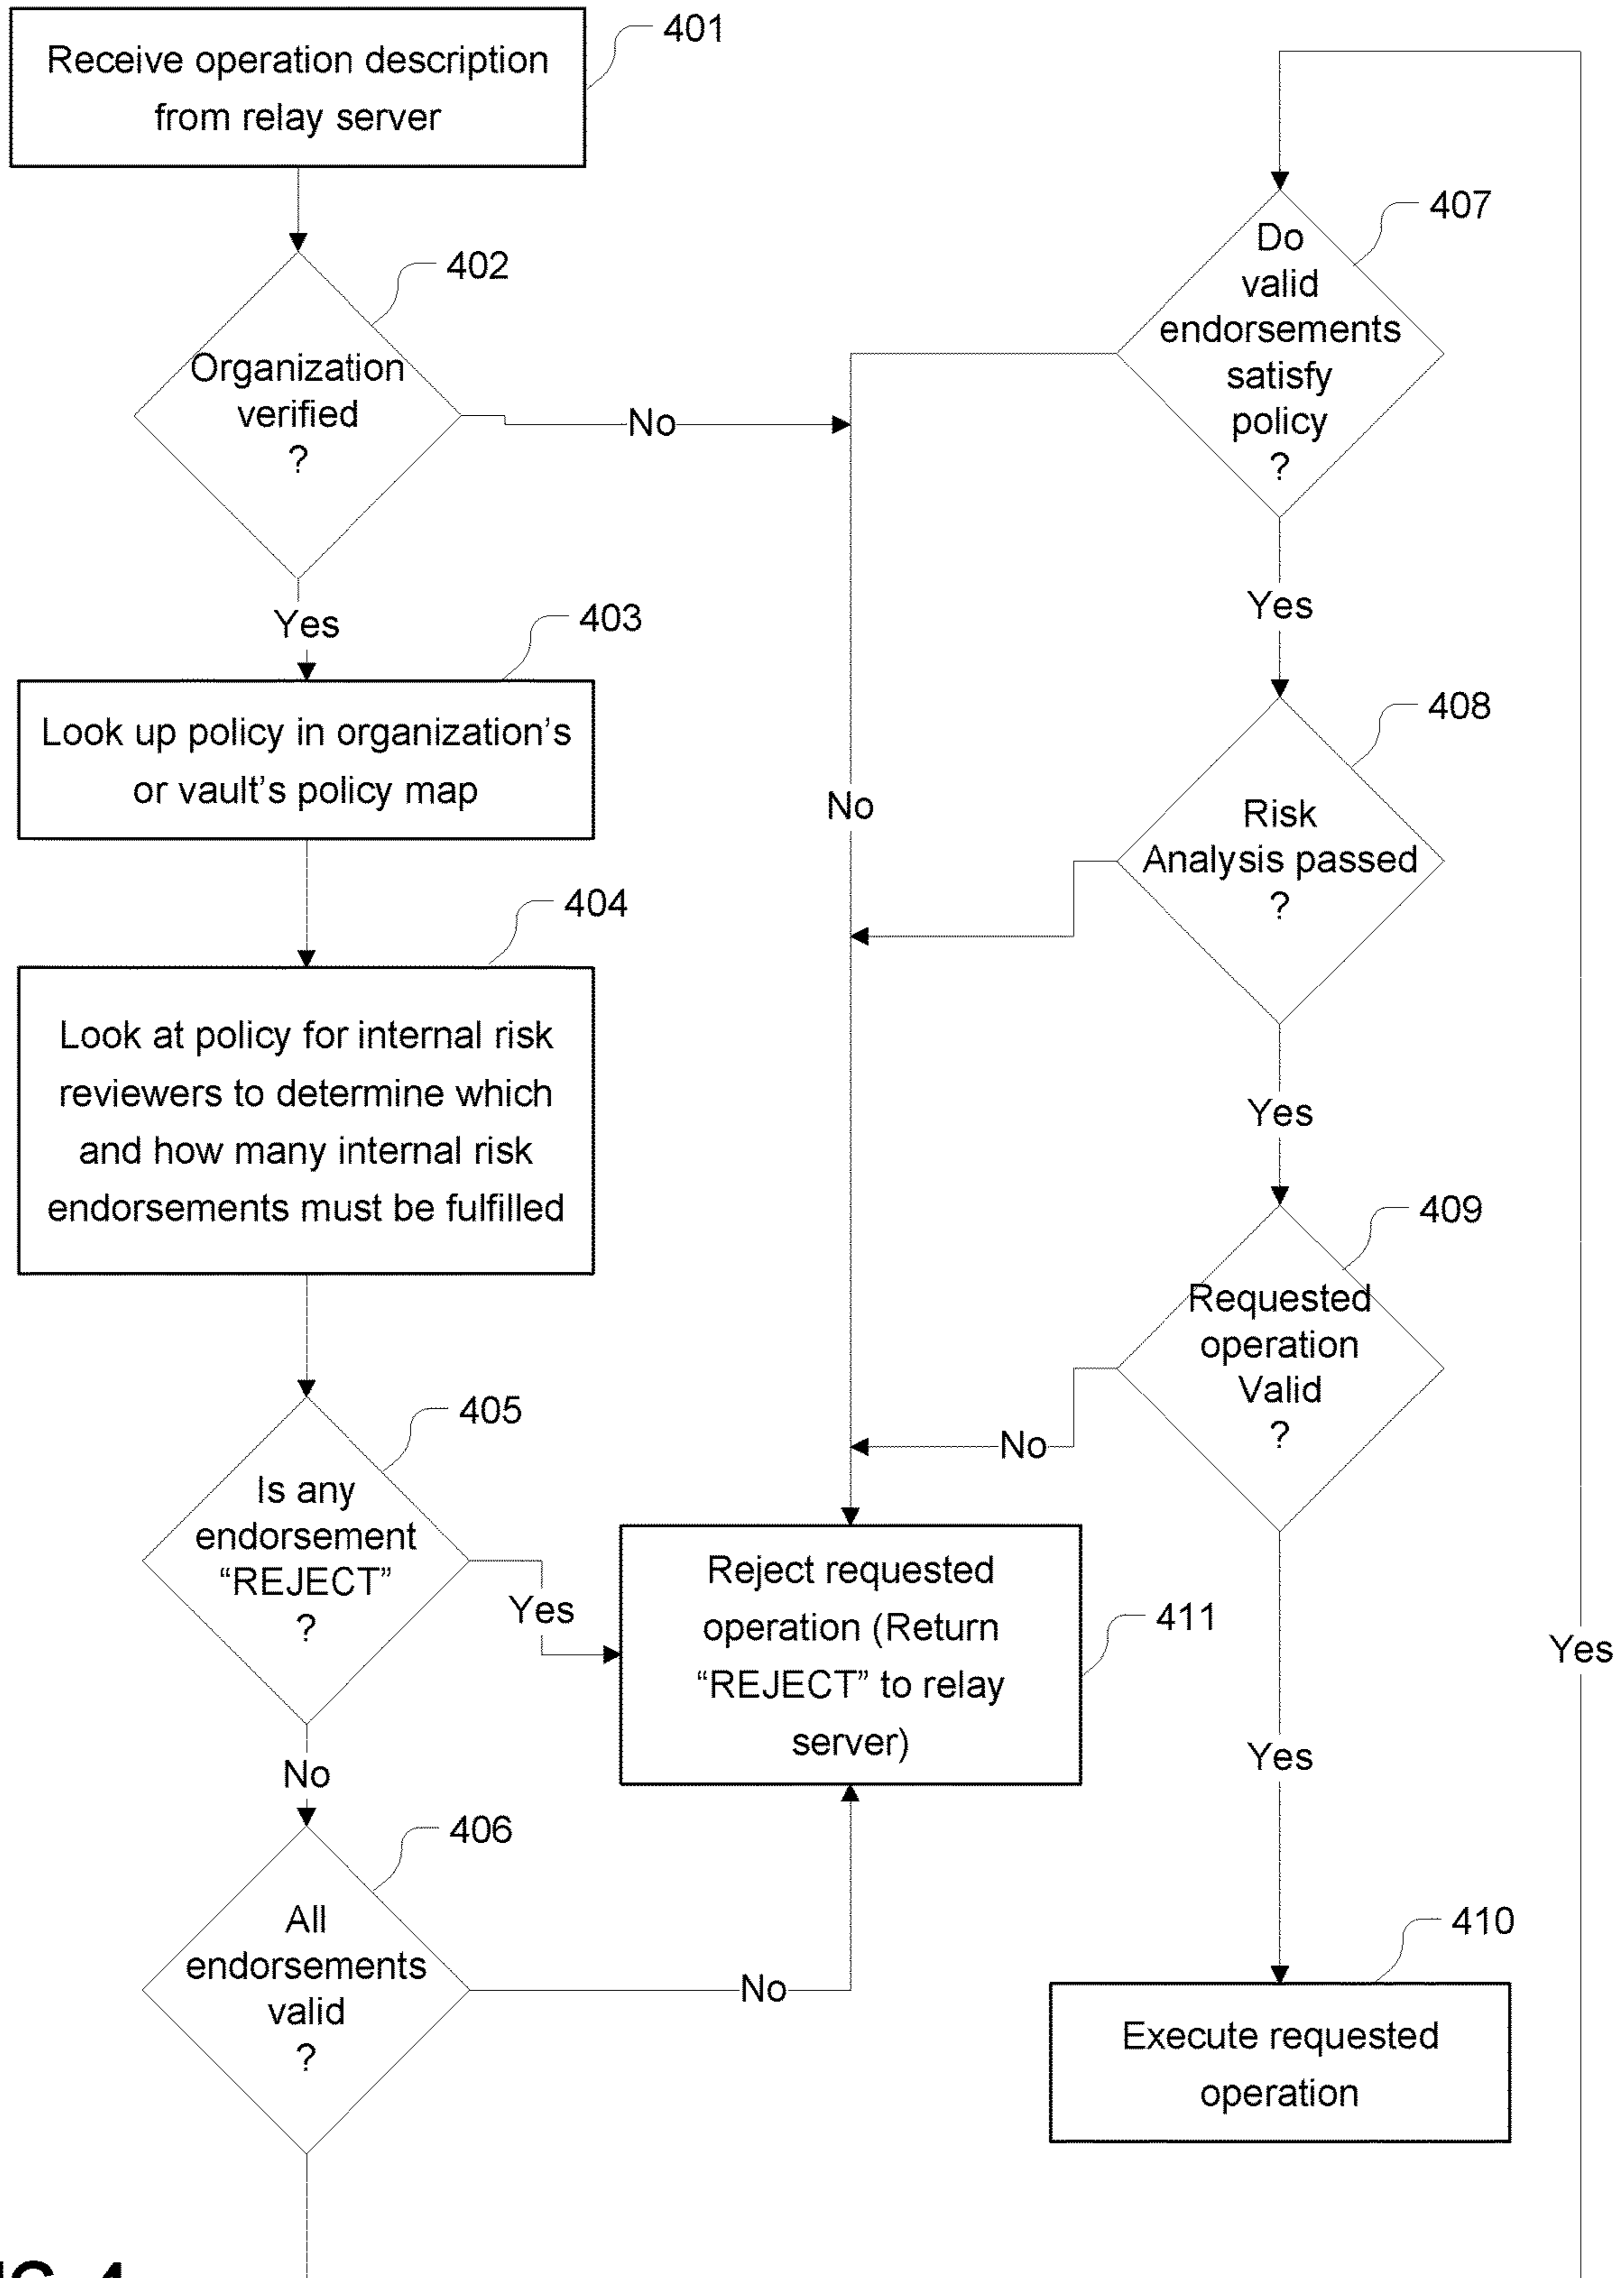 401
Receive operation description
from relay server
402
Organization
verified
?
No
Yes
403
Look up policy in organization’s
or vault’s policy map
404
Look at policy for internal risk
reviewers to determine which
and how many internal risk
endorsements must be fulfilled
405
Is any
endorsement
“REJECT”
?
Yes
No
406
All
endorsements
valid
?
No
Yes
407
Do
valid
endorsements
satisfy
policy
?
No
Yes
408
Risk
Analysis passed
?
Yes
409
Requested
operation
Valid
?
No
Yes
410
Execute requested
operation
411
Reject requested
operation (Return
“REJECT” to relay
server)